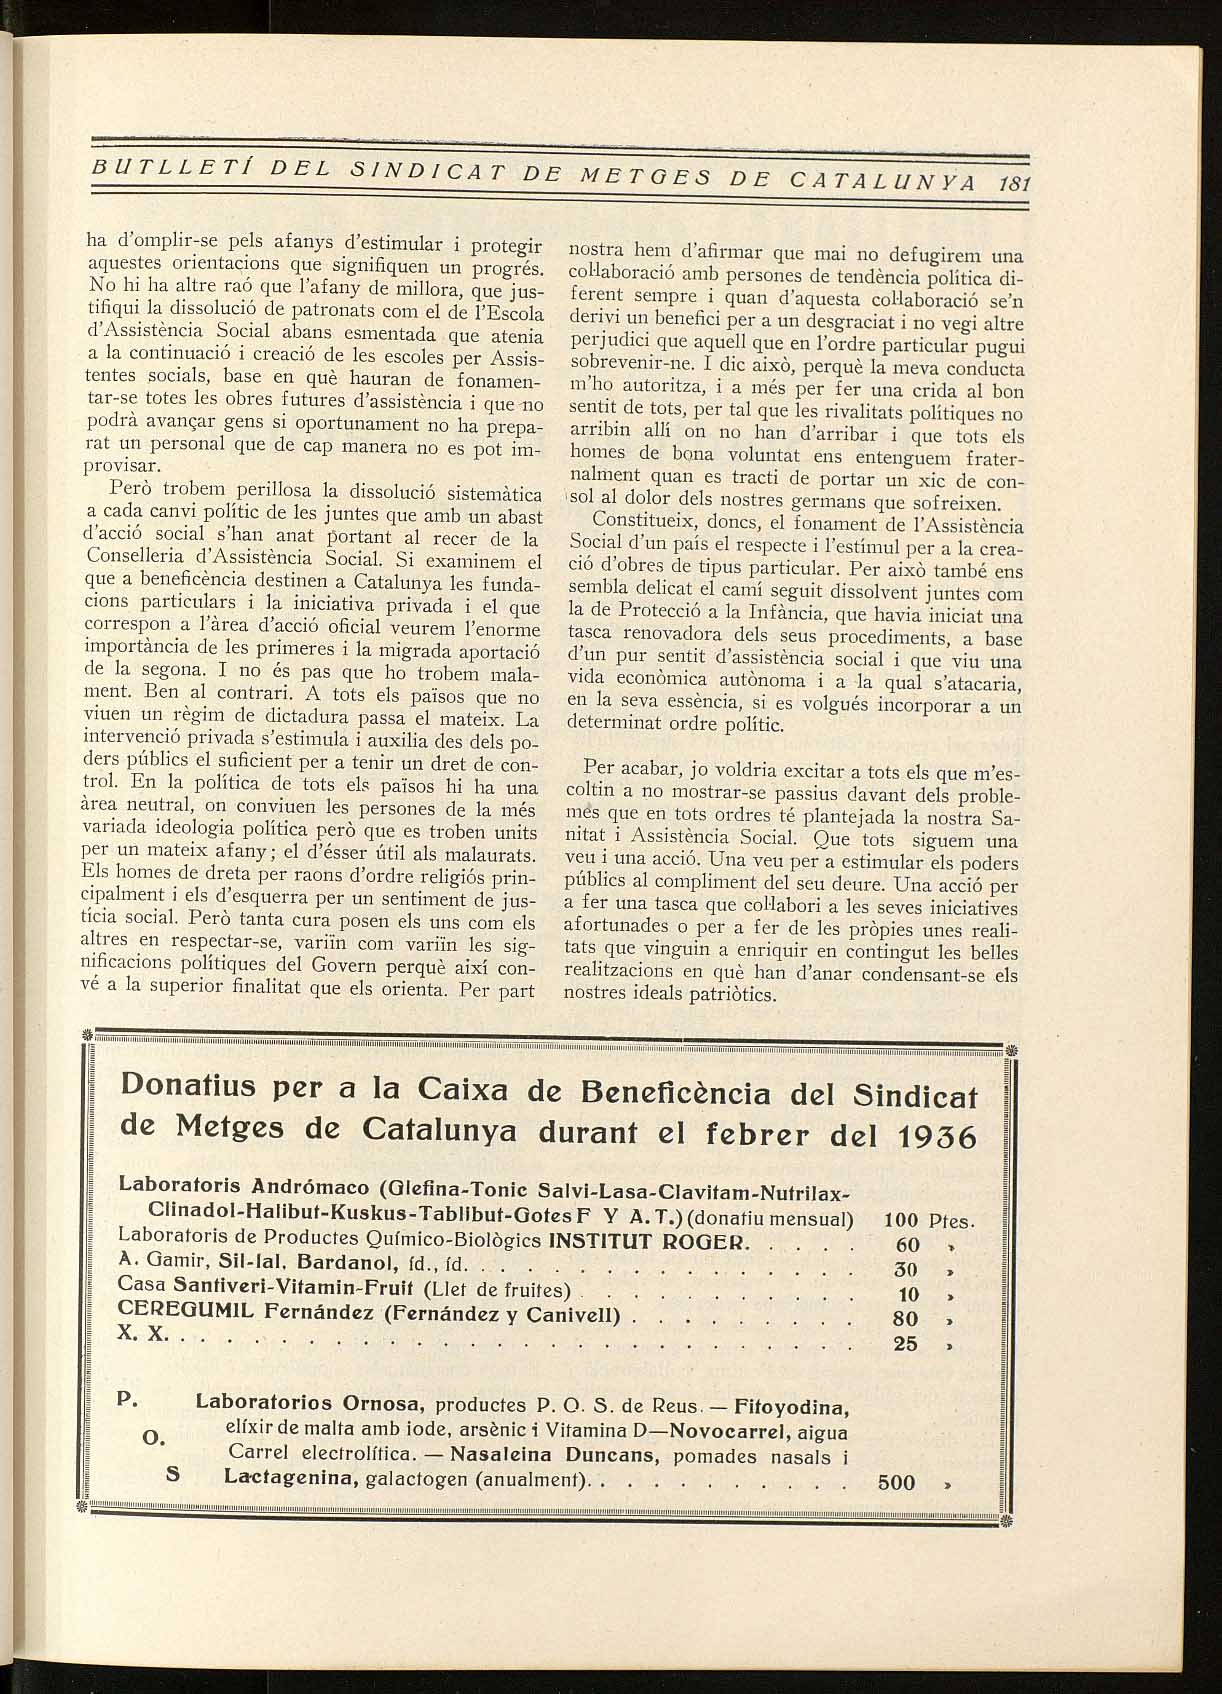 BUTLLETÍ DEL SINDICAT DE METGES DE CATALUNYA 181
ha d'omplir-se pels afanys d'estimular i protegir
aquestes orientacions que signifiquen un progrés.
No hi ha altre raó que l'afany de millora, que jus-
tifiqui la dissolució de patronats com el de l'Escola
d'Assistència Social abans esmentada que atenia
a la continuació i creació de les escoles per Assis-
tentes socials, base en què hauran de fonamen-
tar-se totes les obres futures d'assistència i que no
podrà avançar gens si oportunament no ha prepa-
rat un personal que de cap manera no es pot im-
provisar.
Però trobem perillosa la dissolució sistemàtica
a cada canvi polític de les juntes que amb un abast
d'acció social s'han anat portant al recer de la
Conselleria d'Assistència Social. Si examinem el
que a beneficència destinen a Catalunya les funda-
cions particulars i la iniciativa privada i el que
correspon a l'àrea d'acció oficial veurem l'enorme
importància de les primeres i la migrada aportació
de la segona. I no és pas que ho trobem mala-
ment. Ben al contrari. A tots els països que no
viuen un règim de dictadura passa el mateix. La
intervenció privada s'estimula i auxilia des dels po-
ders públics el suficient per a tenir un dret de con-
trol. En la política de tots els països hi ha una
àrea neutral, on conviuen les persones de la més
variada ideologia política però que es troben units
per un mateix afany; el d'ésser útil als malaurats.
Els homes de dreta per raons d'ordre religiós prin-
cipalment i els d'esquerra per un sentiment de jus-
tícia social. Però tanta cura posen els uns com els
altres en respectar-se, variïn com variïn les sig-
nificacions polítiques del Govern perquè així con-
vé a la superior finalitat que els orienta. Per part
nostra hem d'afirmar que mai no defugirem una
col·laboració amb persones de tendència política di-
ferent sempre i quan d'aquesta col·laboració se'n
derivi un benefici per a un desgraciat i no vegi altre
perjudici que aquell que en l'ordre particular pugui
sobrevenir-ne. I dic això, perquè la meva conducta
m'ho autoritza, i a més per fer una crida al bon
sentit de tots, per tal que les rivalitats polítiques no
arribin allí on no han d'arribar i que tots els
homes de bona voluntat ens entenguem frater-
nalment quan es tracti de portar un xic de con-
sol al dolor dels nostres germans que sofreixen.
Constitueix, doncs, el fonament de l'Assistència
Social d'un país el respecte i l'estímul per a la crea-
ció d'obres de tipus particular. Per això també ens
sembla delicat el camí seguit dissolvent juntes com
la de Protecció a la Infància, que havia iniciat una
tasca renovadora dels seus procediments, a base
d'un pur sentit d'assistència social i que viu una
vida econòmica autònoma i a la qual s'atacaria,
en la seva essència, si es volgués incorporar a un
determinat ordre polític.
Per acabar, jo voldria excitar a tots els que m'es-
coltin a no mostrar-se passius davant dels proble-
mes que en tots ordres té plantejada la nostra Sa-
nitat i Assistència Social. Que tots siguem una
veu i una acció. Una veu per a estimular els poders
públics al compliment del seu deure. Una acció per
a fer una tasca que col·labori a les seves iniciatives
afortunades o per a fer de les pròpies unes reali-
tats que vinguin a enriquir en contingut les belles
realitzacions en què han d'anar condensant-se els
nostres ideals patriòtics.
Donatius per a la Caixa de Beneficència del Sindicat
de Metges de Catalunya durant el febrer del 1936
Laboratoris Andrómaco (Glefina-Tonic Salvi-Lasa-Clavitam-Nutrilax-
Clinadol-Halibut-Kuskus-Tablibut-Gotes F Y A. T.) (donatiu mensual) 100 Ptes.
Laboratoris de Productes Químico-Biològics INSTITUT ROGER. . . . . 60 »
A. Gamir, Sil-Ial, Bardanol, íd., íd. . . . . . . . . . . . . . . . 30 »
Casa Santiveri-Vitamin-Fruit (Llet de fruites) . . . . . . . . . . . 10 »
CEREGUMIL Fernández (Fernández y Canivell) . . . . . . . . . 80 »
X. X. . . . . . . . . . . . . . . . . . . . . . . . . . . 25 »
P. Laboratorios Ornosa, productes P. O. S. de Reus. — Fitoyodina,
O. elíxir de malta amb iode, arsènic i Vitamina D—Novocarrel, aigua
Carrel electrolítica. — Nasaleina Duncans, pomades nasals i
S Lactagenina, galactogen (anualment). . . . . . . . . . . 500 »